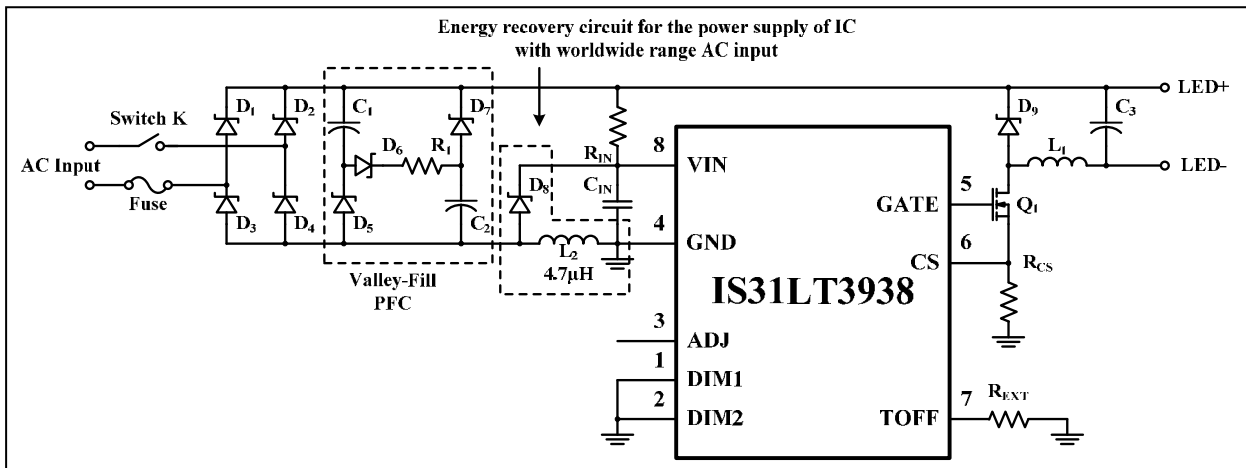 Energy recovery circuit for the power supply of IC
with worldwide range AC input
LED+
D1
D2
C1
D7
D9
C3
Switch K
D6
R1
RIN
8
VIN
L1
AC Input
LED-
Fuse
D8
CIN
5
GATE
Q1
D3
D4
D5
C2
4
GND
6
CS
RCS
L2
4.7μH
Valley-Fill
PFC
IS31LT3938
3
ADJ
1
DIM1
2
DIM2
7
TOFF
REXT